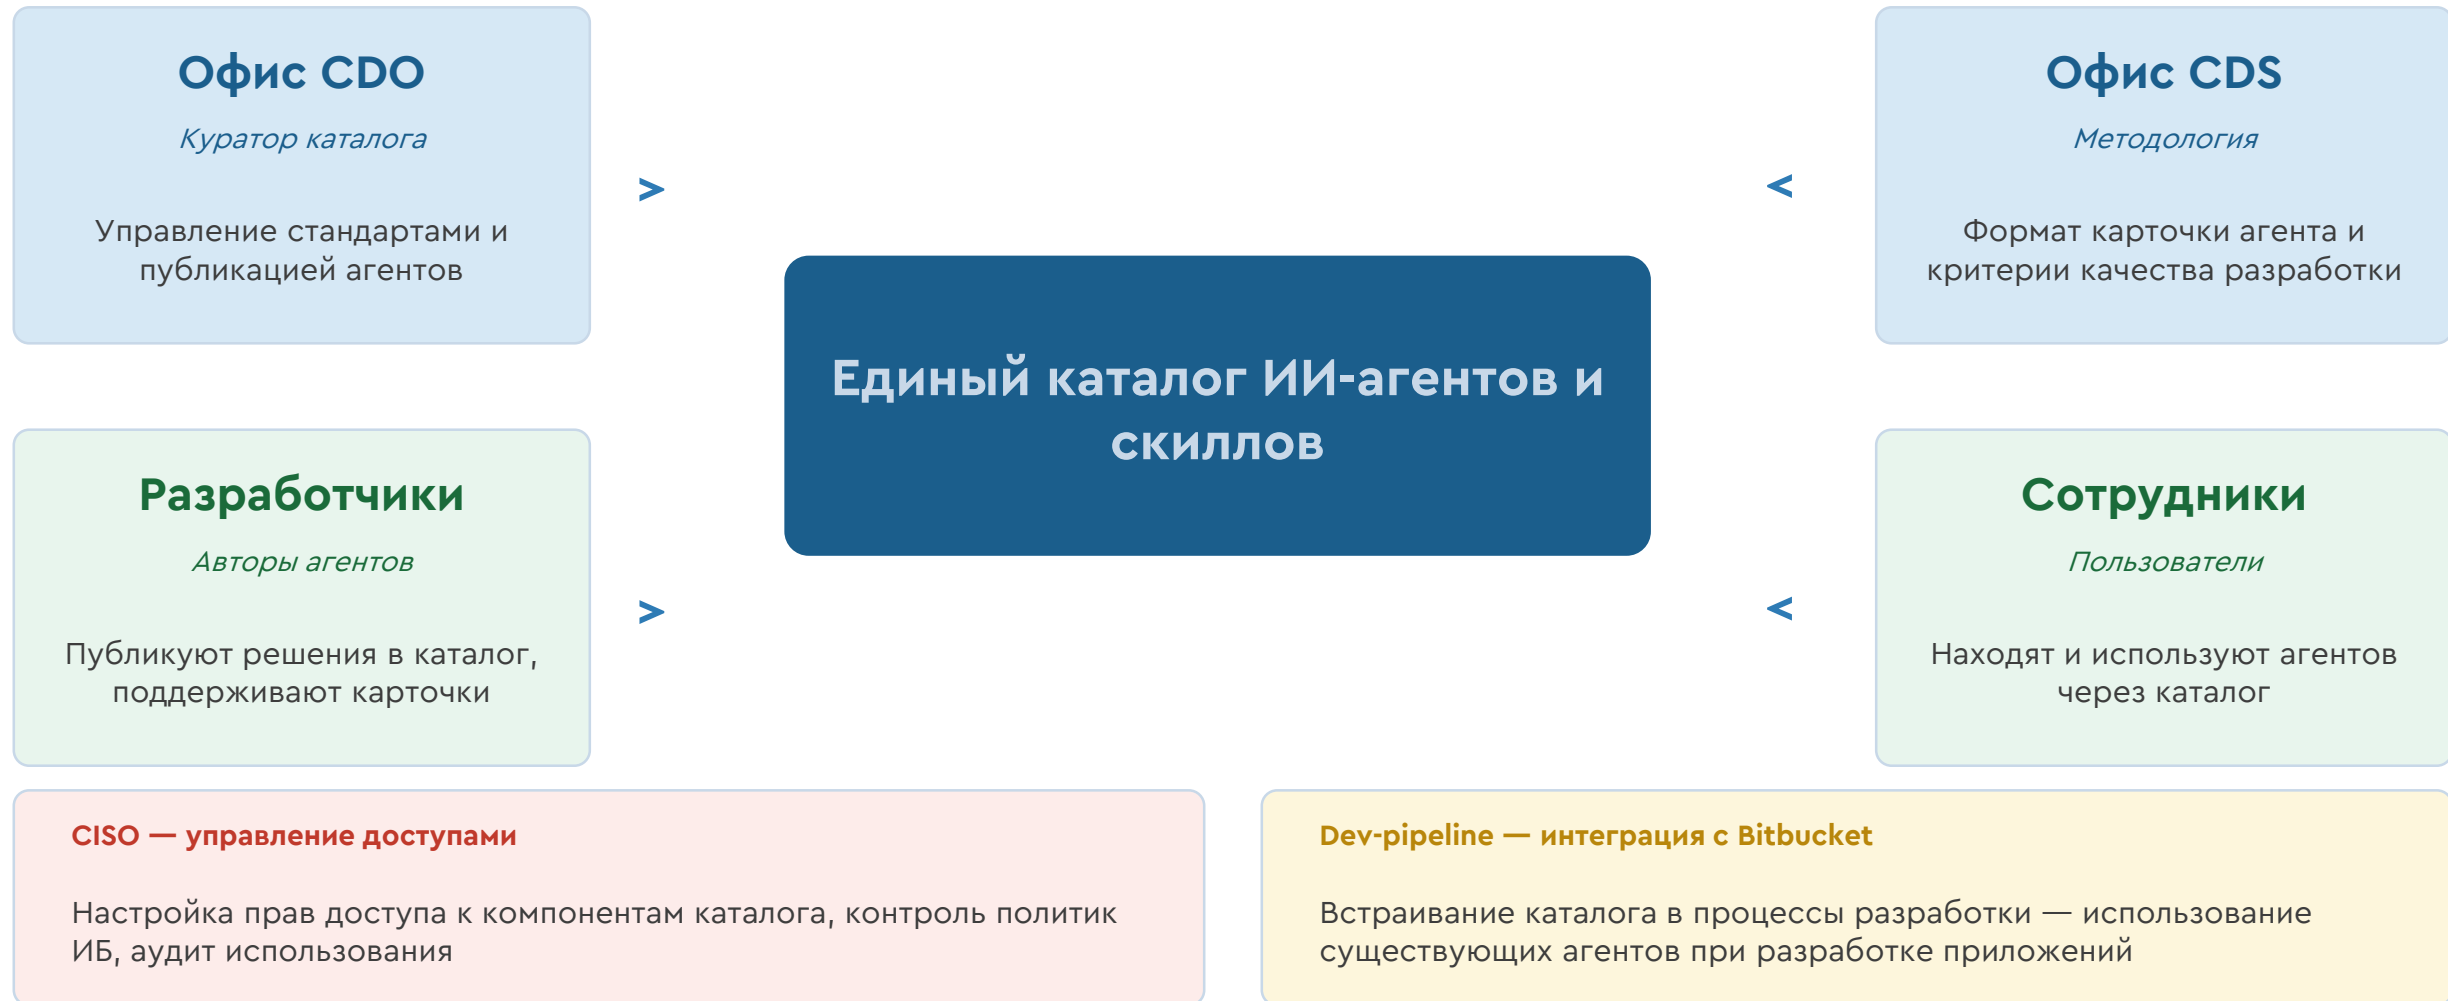 Офис CDO
Куратор каталога
Управление стандартами и
публикацией агентов
>
<
Офис CDS
Методология
Формат карточки агента и
критерии качества разработки
Единый каталог ИИ-агентов и
скиллов
Разработчики
Авторы агентов
Публикуют решения в каталог,
поддерживают карточки
>
<
Сотрудники
Пользователи
Находят и используют агентов
через каталог
CISO — управление доступами
Настройка прав доступа к компонентам каталога, контроль политик
ИБ, аудит использования
Dev-pipeline — интеграция с Bitbucket
Встраивание каталога в процессы разработки — использование
существующих агентов при разработке приложений